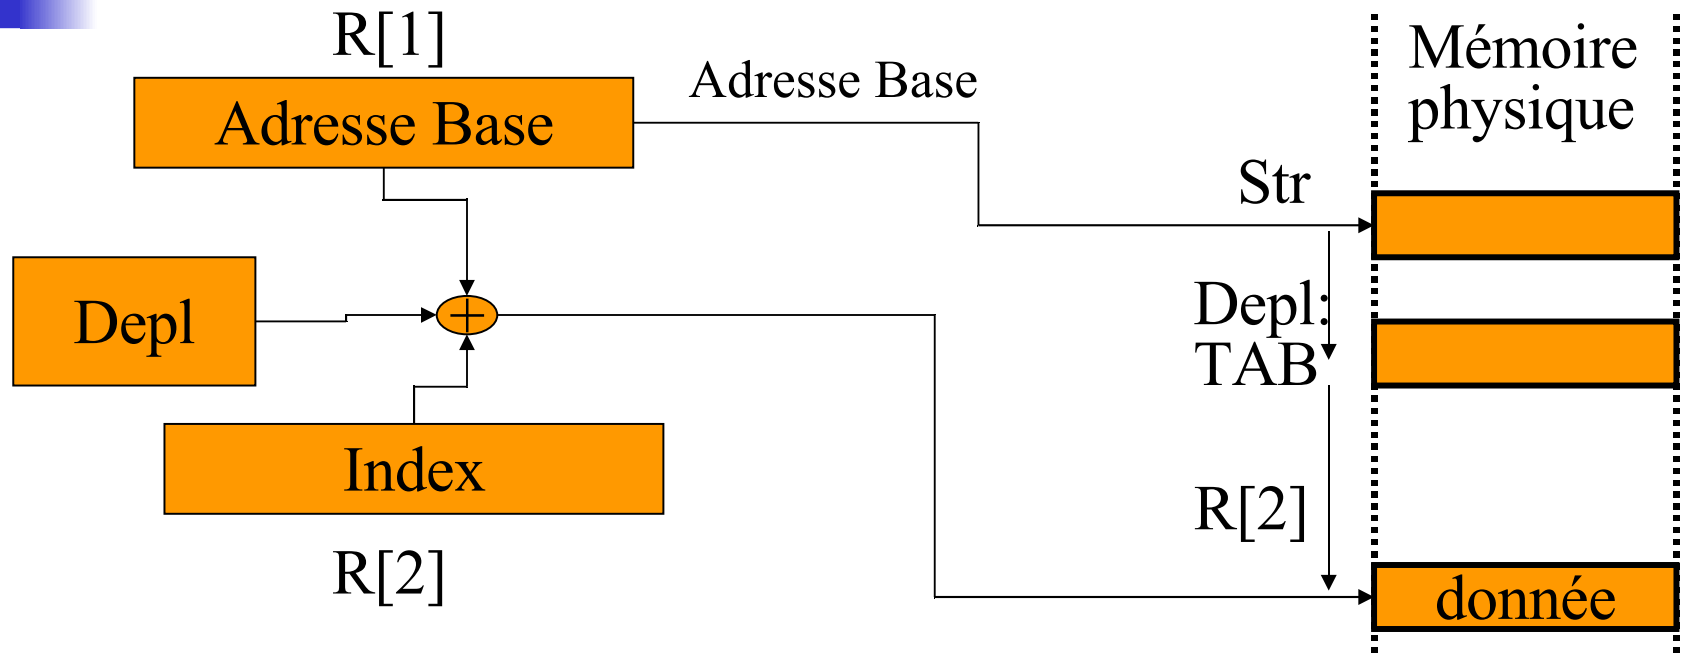 R[1]
Adresse Base
Adresse Base
Mémoire
physique
Str
Depl
Depl:
TAB
Index
R[2]
R[2]
donnée